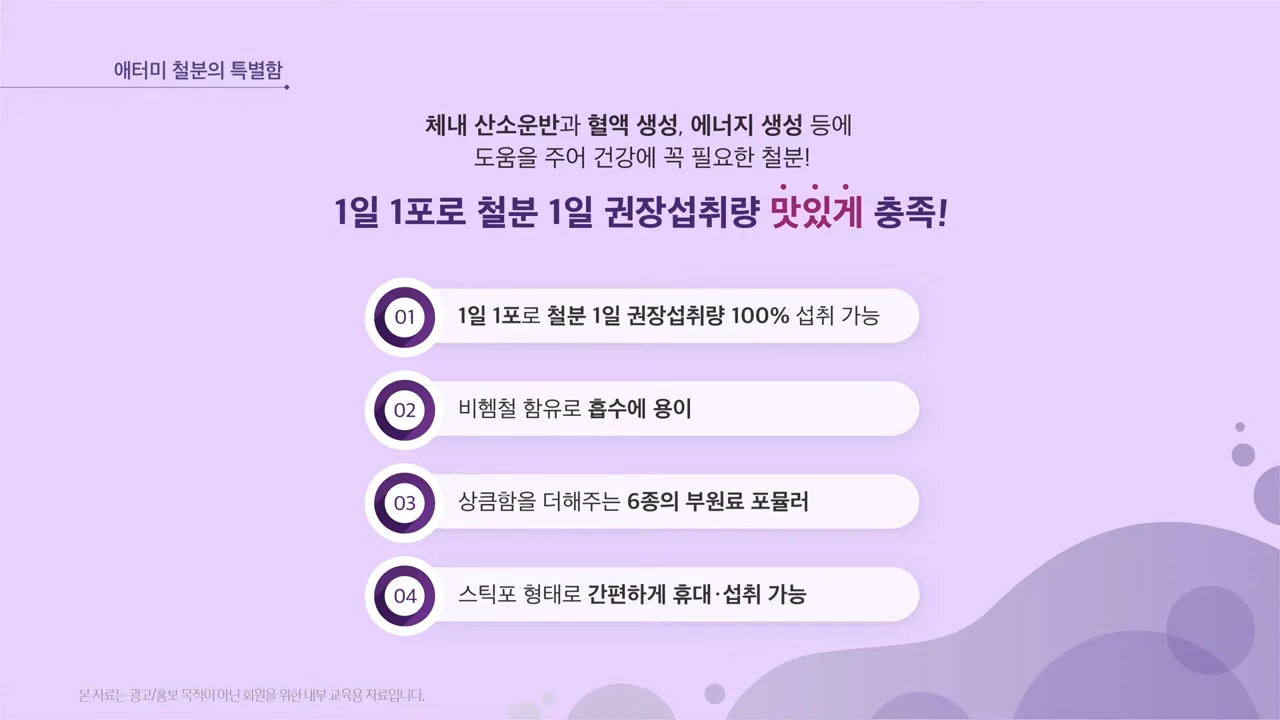 애터미 철분의 특별함
체내 산소운반과 혈액 생성, 에너지 생성 등에
도움을 주어 건강에 꼭 필요한 철분!
1일 1포로 철분 1일 권장섭취량 맛있게 충족!
01 1일 1포로 철분 1일 권장섭취량 100% 섭취 가능
02 비헴철 함유로 흡수에 용이
03 상큼함을 더해주는 6종의 부원료 포뮬러
04 스틱포 형태로 간편하게 휴대·섭취 가능
본 자료는 광고/홍보 목적이 아닌 회원을 위한 내부 교육용 자료입니다.